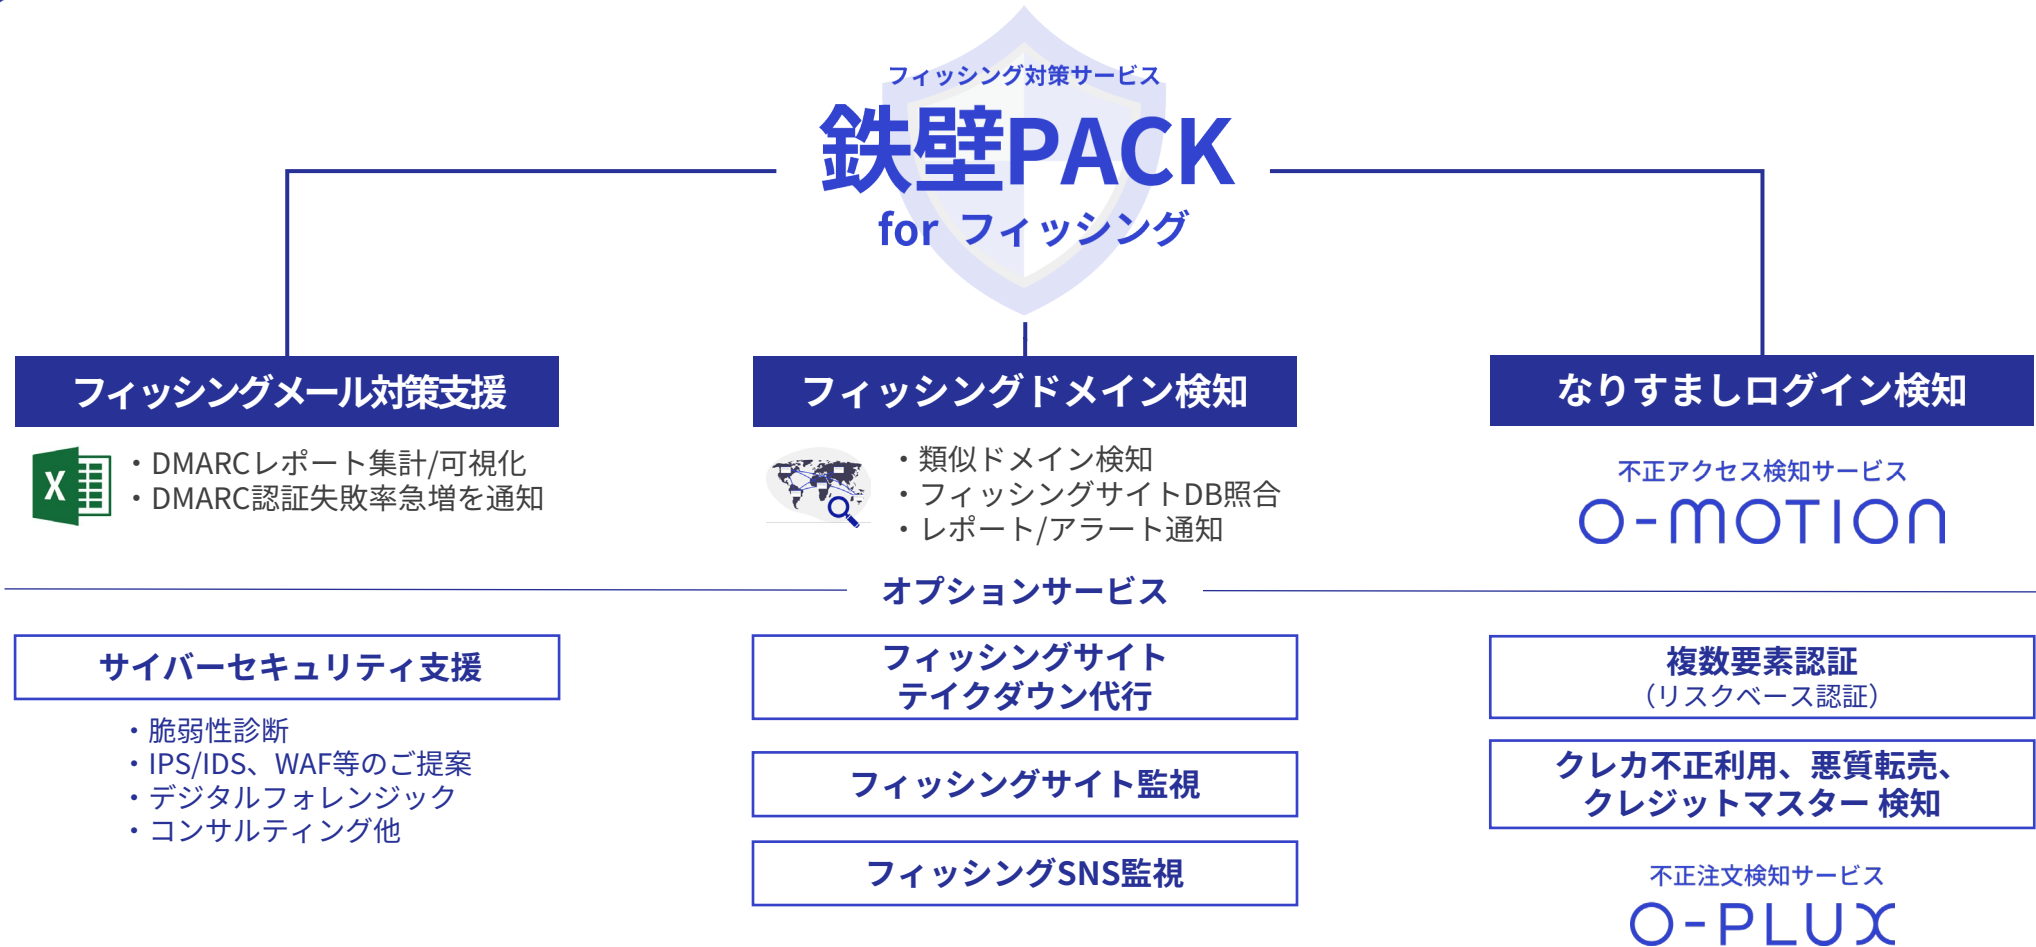 フィッシング対策サービス
鉄壁PACK
for フィッシング
フィッシングメール対策支援
・DMARCレポート集計/可視化
・DMARC認証失敗率急増を通知
フィッシングドメイン検知
・類似ドメイン検知
・フィッシングサイトDB照合
・レポート/アラート通知
なりすましログイン検知
不正アクセス検知サービス
O-MOTION
オプションサービス
サイバーセキュリティ支援
・脆弱性診断
・IPS/IDS、WAF等のご提案
・デジタルフォレンジック
・コンサルティング他
フィッシングサイト
テイクダウン代行
フィッシングサイト監視
フィッシングSNS監視
複数要素認証
（リスクベース認証）
クレカ不正利用、悪質転売、
クレジットマスター 検知
不正注文検知サービス
O-PLUX
X